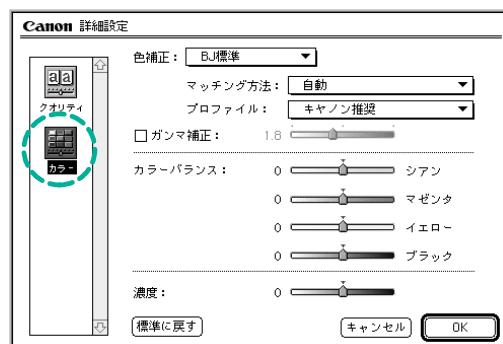 Canon 詳細設定
aa
クオリティ
カラー
色補正： BJ標準
マッチング方法： 自動
プロファイル： キヤノン推奨
ガンマ補正： 1.8
カラーバランス： 0 シアン
0 マゼンタ
0 イエロー
0 ブラック
濃度： 0
標準に戻す キャンセル OK